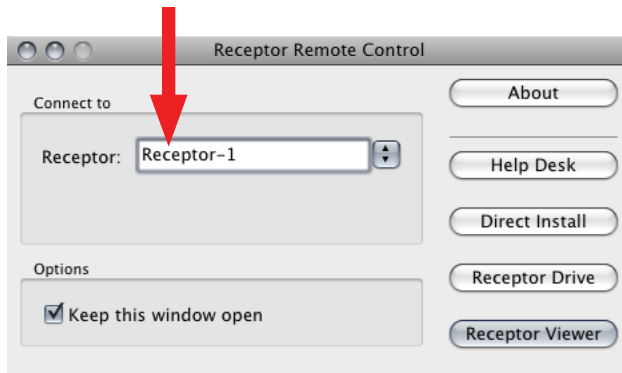 Receptor Remote Control
Connect to
Receptor:
Receptor-1
Options
Keep this window open
About
Help Desk
Direct Install
Receptor Drive
Receptor Viewer